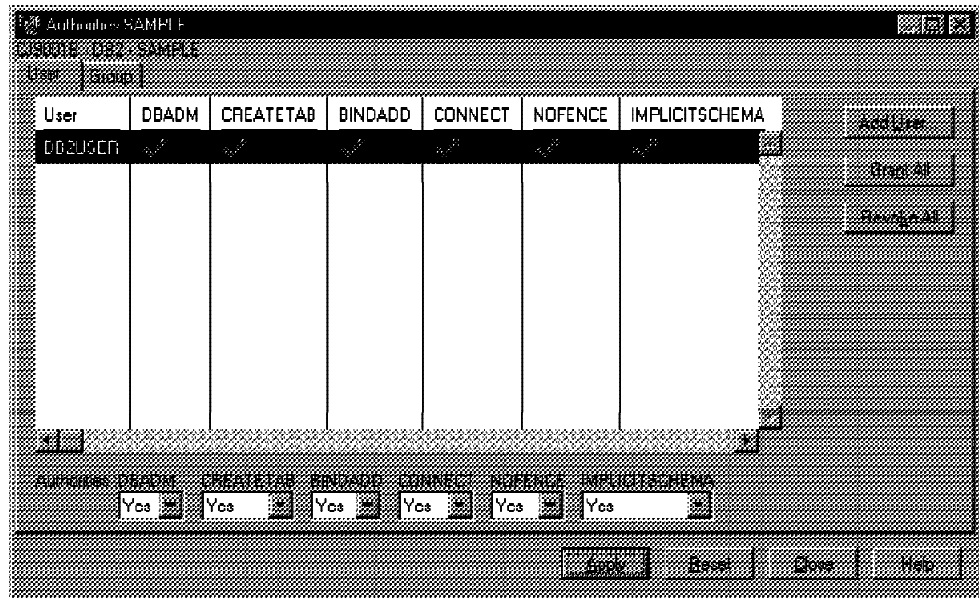 Authorities SAMPLE
DB2 - SAMPLE
User Group
User DBADM CREATETAB BINDADD CONNECT NOFENCE IMPLICITSCHEMA
DB2USER
Add User
Grant All
Revoke All
Authorities DBADM CREATETAB BINDADD CONNECT NOFENCE IMPLICITSCHEMA
Yes Yes Yes Yes Yes Yes
Apply Reset Close Help